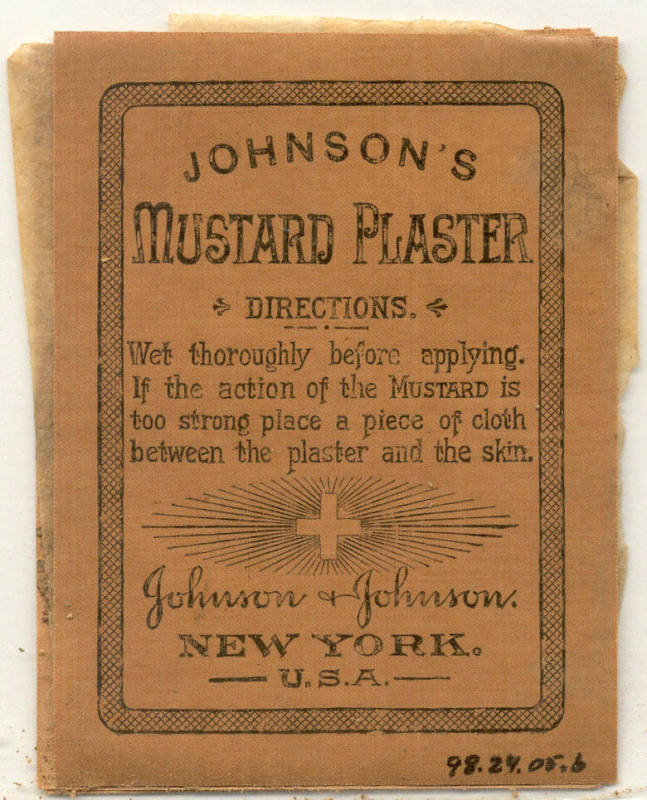 JOHNSON'S
MUSTARD PLASTER
DIRECTIONS.
Wet thoroughly before applying.
If the action of the MUSTARD is
too strong place a piece of cloth
between the plaster and the skin.
Johnson & Johnson.
NEW YORK.
U.S.A.
98.24.05.6